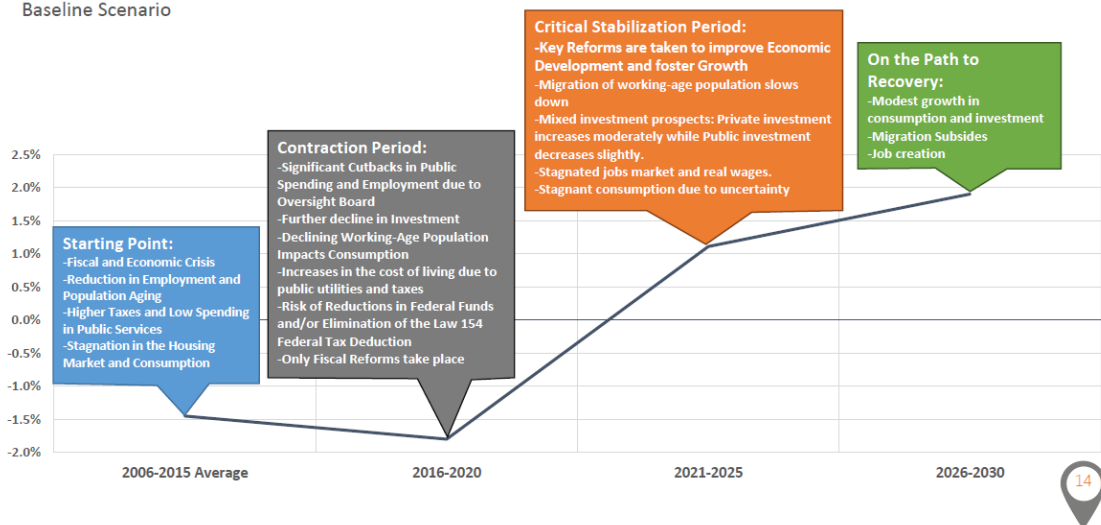 Baseline Scenario
Critical Stabilization Period:
-Key Reforms are taken to improve Economic
Development and foster Growth
-Migration of working-age population slows
down
-Mixed investment prospects: Private investment
increases moderately while Public investment
decreases slightly.
-Stagnated jobs market and real wages.
-Stagnant consumption due to uncertainty
On the Path to
Recovery:
-Modest growth in
consumption and investment
-Migration Subsides
-Job creation
Contraction Period:
-Significant Cutbacks in Public
Spending and Employment due to
Oversight Board
-Further decline in Investment
-Declining Working-Age Population
Impacts Consumption
-Increases in the cost of living due to
public utilities and taxes
-Risk of Reductions in Federal Funds
and/or Elimination of the Law 154
Federal Tax Deduction
-Only Fiscal Reforms take place
Starting Point:
-Fiscal and Economic Crisis
-Reduction in Employment and
Population Aging
-Higher Taxes and Low Spending
in Public Services
-Stagnation in the Housing
Market and Consumption
2.5%
2.0%
1.5%
1.0%
0.5%
0.0%
-0.5%
-1.0%
-1.5%
-2.0%
2006-2015 Average
2016-2020
2021-2025
2026-2030
14